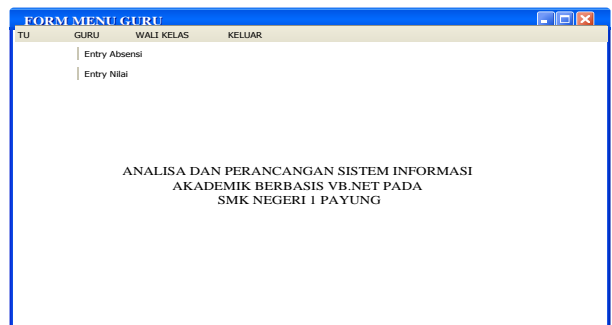 FORM MENU GURU
TU GURU WALI KELAS KELUAR
Entry Absensi
Entry Nilai
ANALISA DAN PERANCANGAN SISTEM INFORMASI
AKADEMIK BERBASIS VB.NET PADA
SMK NEGERI 1 PAYUNG